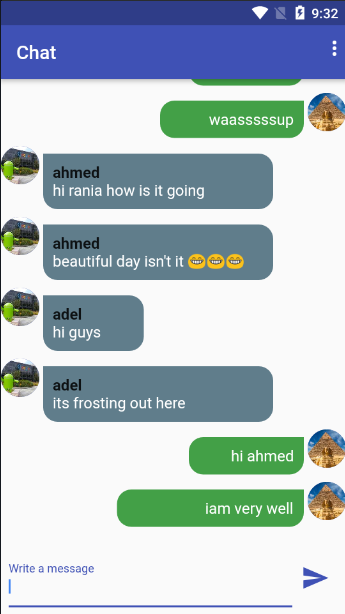 9:32
Chat
waasssssup
ahmed
hi rania how is it going
ahmed
beautiful day isn't it 😂😂😂
adel
hi guys
adel
its frosting out here
hi ahmed
iam very well
Write a message